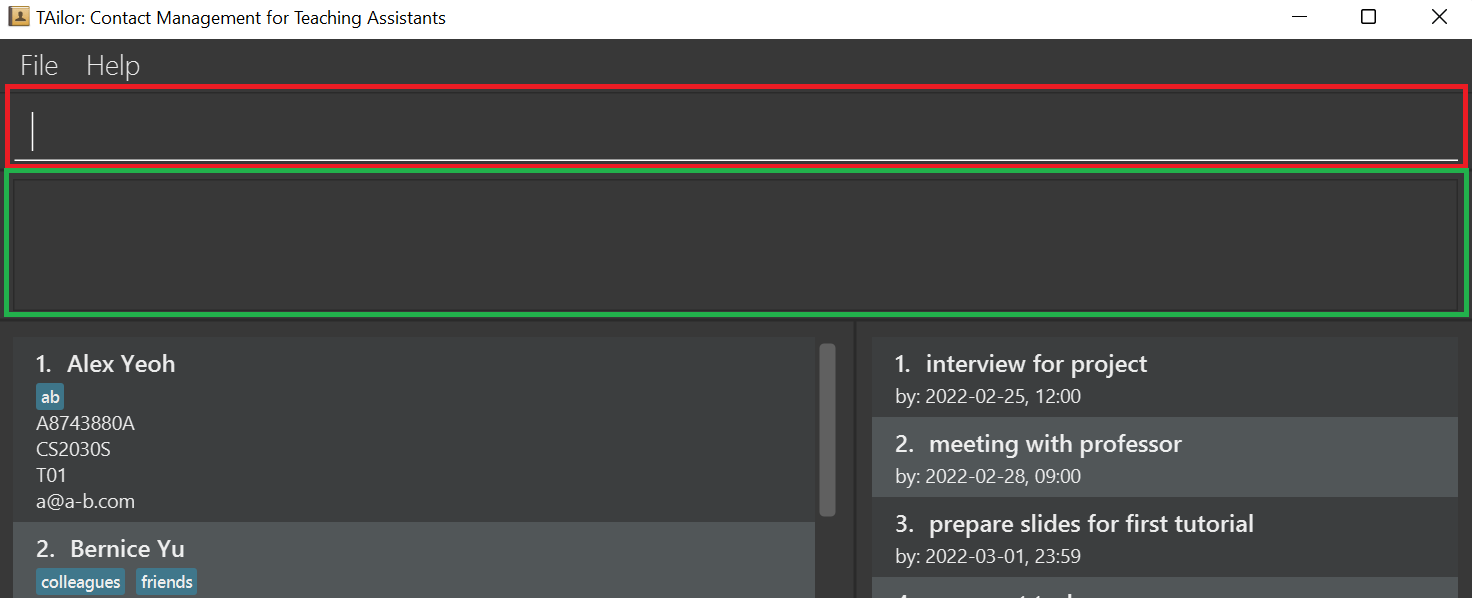 TAilor: Contact Management for Teaching Assistants
File Help
1. Alex Yeoh
ab
A8743880A
CS2030S
T01
a@a-b.com
2. Bernice Yu
colleagues friends
1. interview for project
by: 2022-02-25, 12:00
2. meeting with professor
by: 2022-02-28, 09:00
3. prepare slides for first tutorial
by: 2022-03-01, 23:59